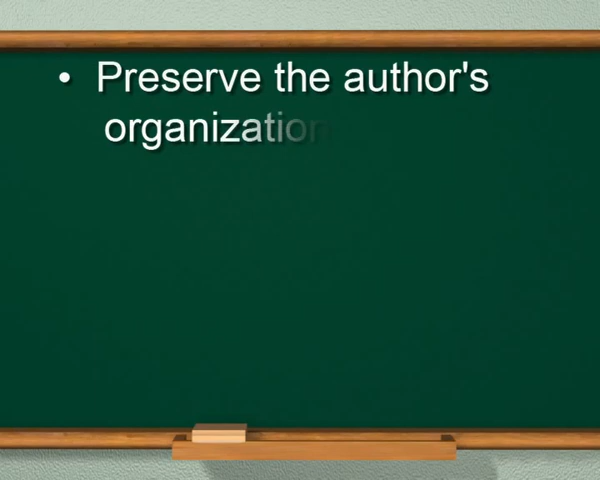 • Preserve the author's
organization